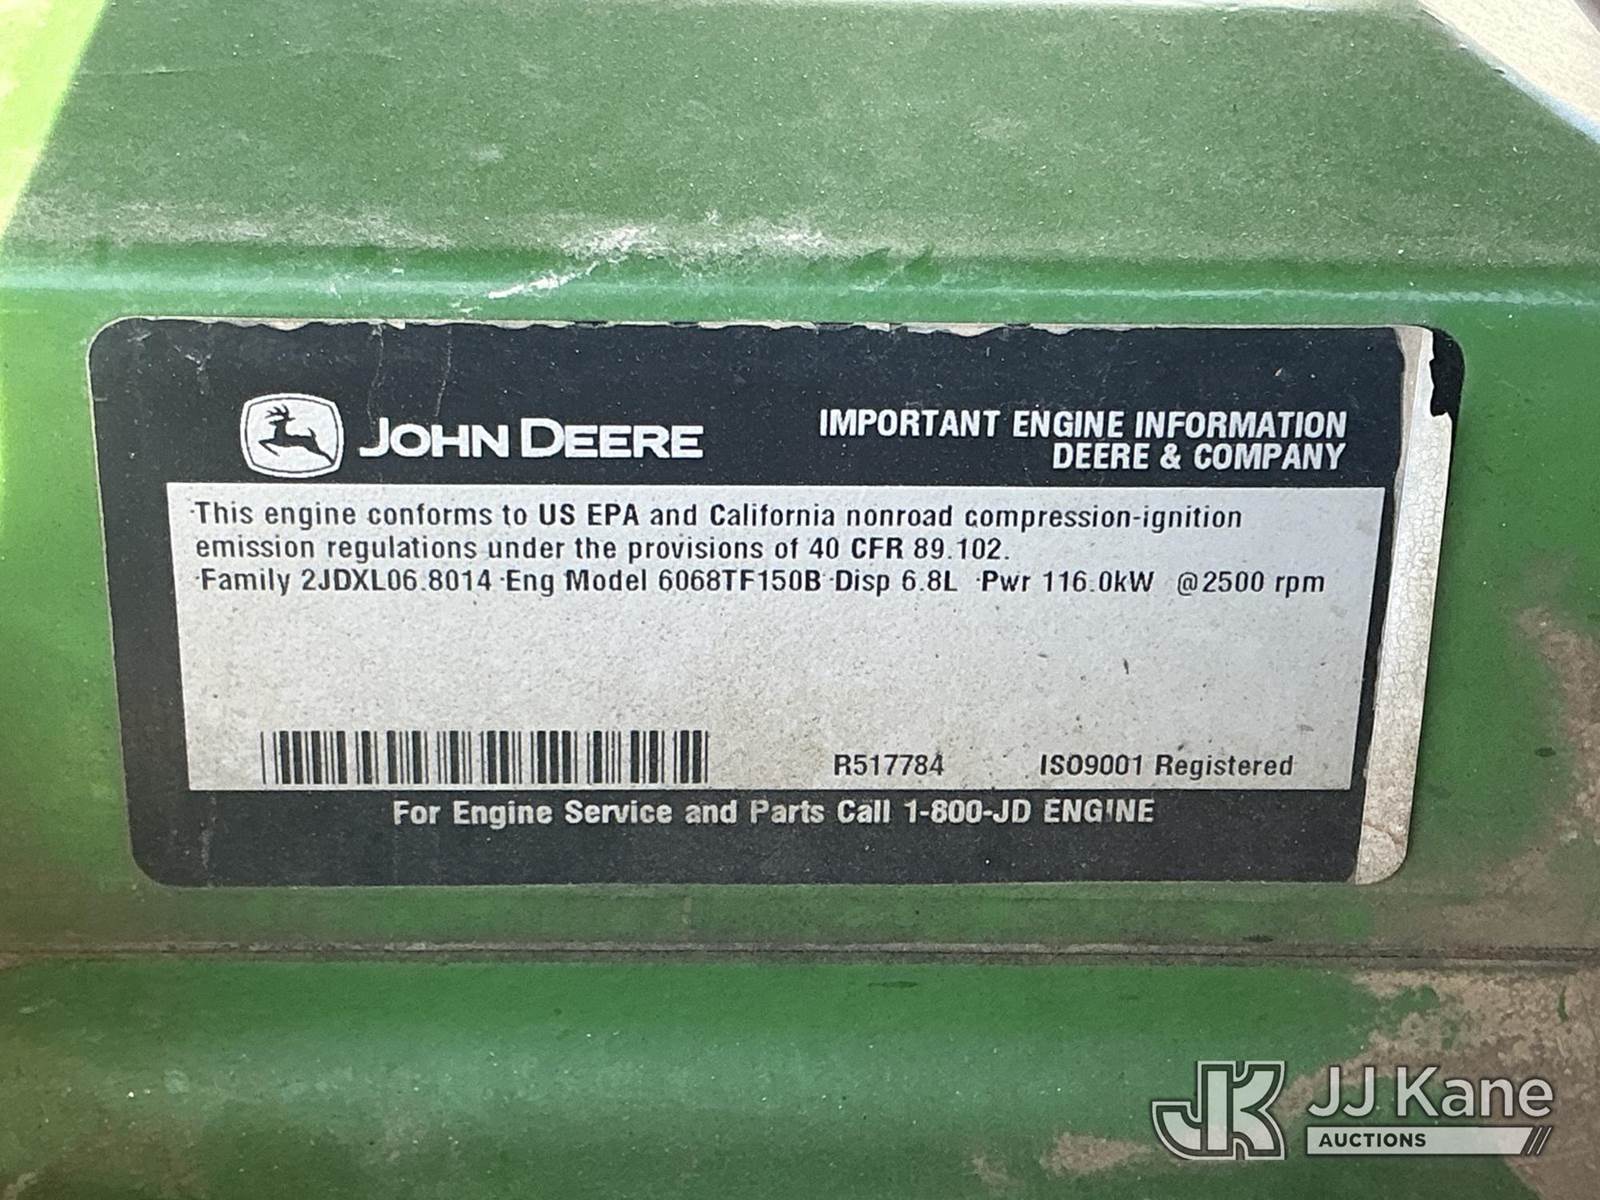 JOHN DEERE
IMPORTANT ENGINE INFORMATION
DEERE & COMPANY
·This engine conforms to US EPA and California nonroad compression-ignition
emission regulations under the provisions of 40 CFR 89.102.
·Family 2JDXL06.8014 ·Eng Model 6068TF150B ·Disp 6.8L ·Pwr 116.0kW @2500 rpm
R517784 ISO9001 Registered
For Engine Service and Parts Call 1-800-JD ENGINE
JK JJ Kane
AUCTIONS